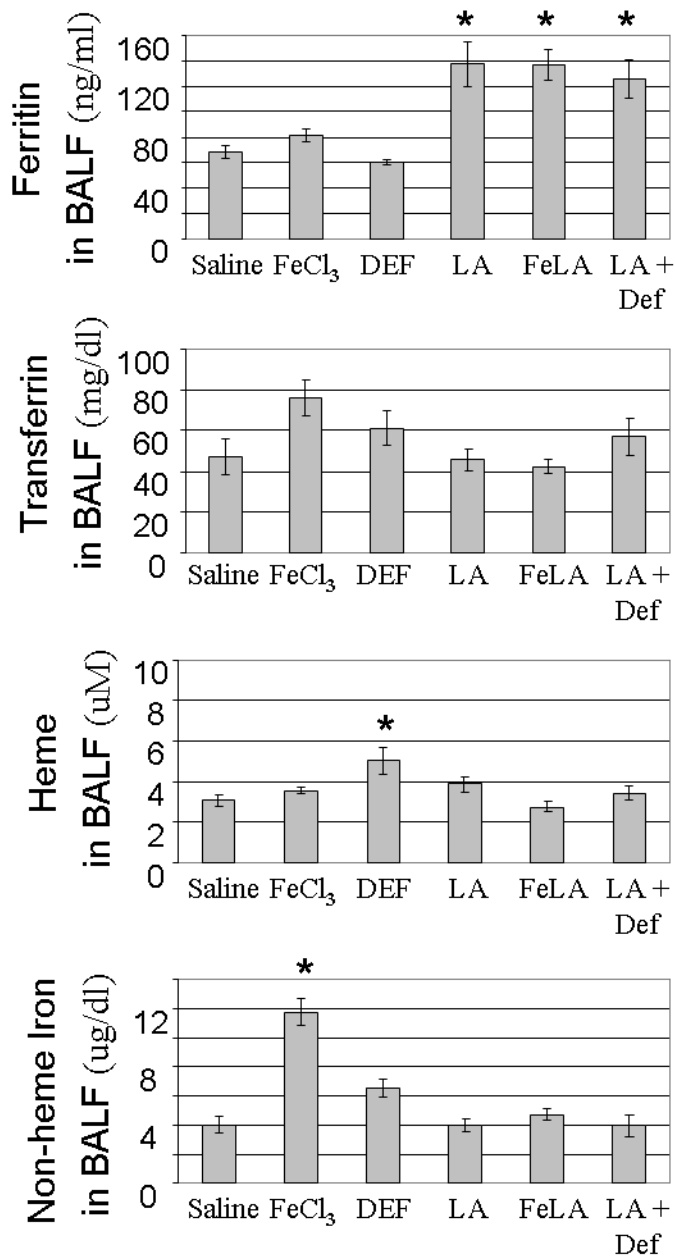 * * *
Ferritin
in BALF (ng/ml)
160
120
80
40
0
Saline FeCl₃ DEF LA FeLA LA +
Def
Transferrin
in BALF (mg/dl)
100
80
60
40
20
0
Saline FeCl₃ DEF LA FeLA LA +
Def
Heme
in BALF (uM)
10
8
6
4
2
0
*
Saline FeCl₃ DEF LA FeLA LA +
Def
Non-heme Iron
in BALF (ug/dl)
12
8
4
0
*
Saline FeCl₃ DEF LA FeLA LA +
Def